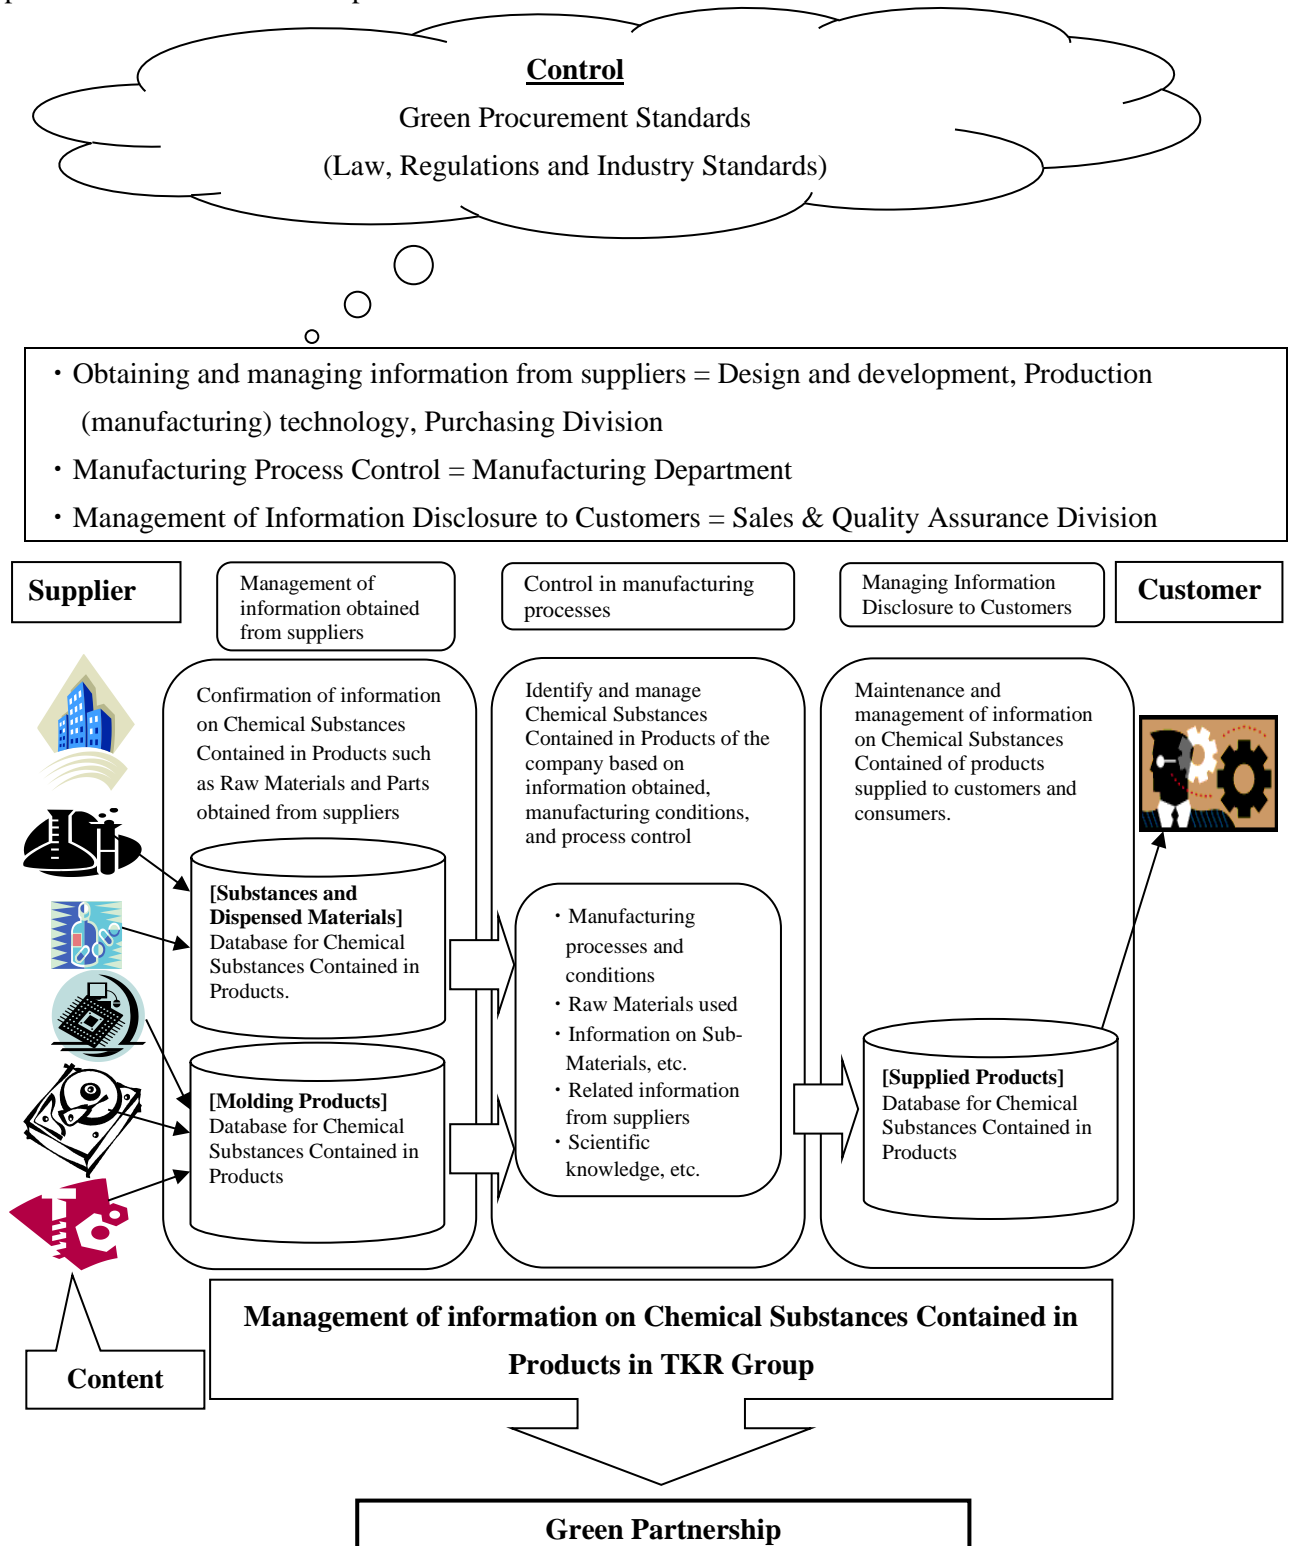 Control
Green Procurement Standards
(Law, Regulations and Industry Standards)
・Obtaining and managing information from suppliers = Design and development, Production
(manufacturing) technology, Purchasing Division
・Manufacturing Process Control = Manufacturing Department
・Management of Information Disclosure to Customers = Sales & Quality Assurance Division
Supplier
Management of
information obtained
from suppliers
Control in manufacturing
processes
Managing Information
Disclosure to Customers
Customer
Confirmation of information
on Chemical Substances
Contained in Products such
as Raw Materials and Parts
obtained from suppliers
[Substances and
Dispensed Materials]
Database for Chemical
Substances Contained in
Products.
[Molding Products]
Database for Chemical
Substances Contained in
Products
Identify and manage
Chemical Substances
Contained in Products of the
company based on
information obtained,
manufacturing conditions,
and process control
・Manufacturing
processes and
conditions
・Raw Materials used
・Information on Sub-
Materials, etc.
・Related information
from suppliers
・Scientific
knowledge, etc.
Maintenance and
management of information
on Chemical Substances
Contained of products
supplied to customers and
consumers.
[Supplied Products]
Database for Chemical
Substances Contained in
Products
Content
Management of information on Chemical Substances Contained in
Products in TKR Group
Green Partnership